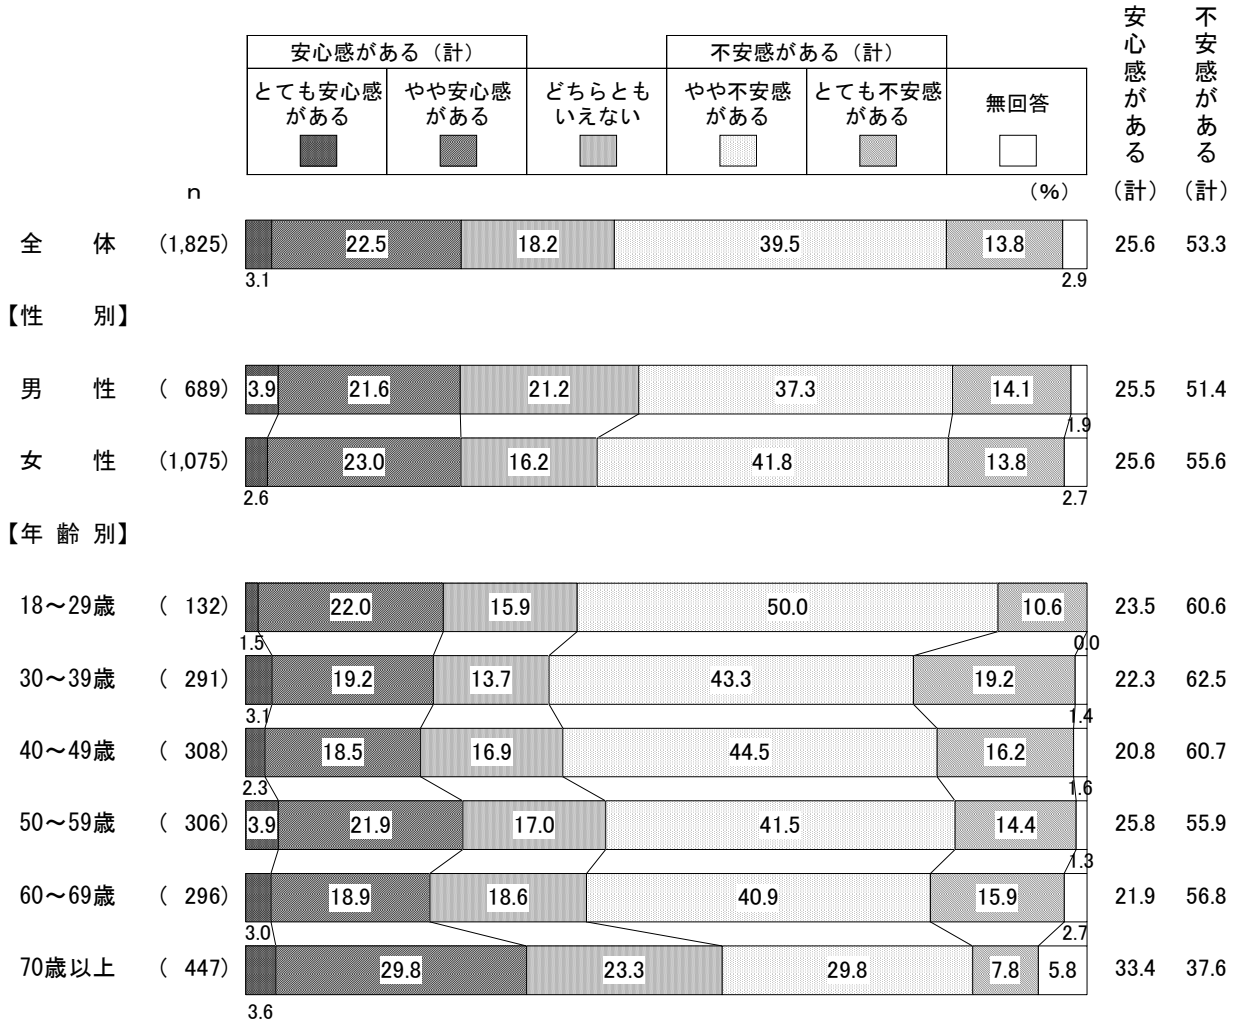 安心感がある（計） 不安感がある（計） 安心感がある 不安感がある
とても安心感 やや安心感 どちらとも やや不安感 とても不安感 無回答
がある がある いえない がある がある
ｎ （％） （計） （計）
全　体 (1,825) 22.5 18.2 39.5 13.8 25.6 53.3
3.1 2.9
【性　別】
男　性 ( 689) 3.9 21.6 21.2 37.3 14.1 25.5 51.4
1.9
女　性 (1,075) 23.0 16.2 41.8 13.8 25.6 55.6
2.6 2.7
【年 齢 別】
18～29歳 ( 132) 22.0 15.9 50.0 10.6 23.5 60.6
1.5 0.0
30～39歳 ( 291) 19.2 13.7 43.3 19.2 22.3 62.5
3.1 1.4
40～49歳 ( 308) 18.5 16.9 44.5 16.2 20.8 60.7
2.3 1.6
50～59歳 ( 306) 3.9 21.9 17.0 41.5 14.4 25.8 55.9
1.3
60～69歳 ( 296) 18.9 18.6 40.9 15.9 21.9 56.8
3.0 2.7
70歳以上 ( 447) 29.8 23.3 29.8 7.8 5.8 33.4 37.6
3.6